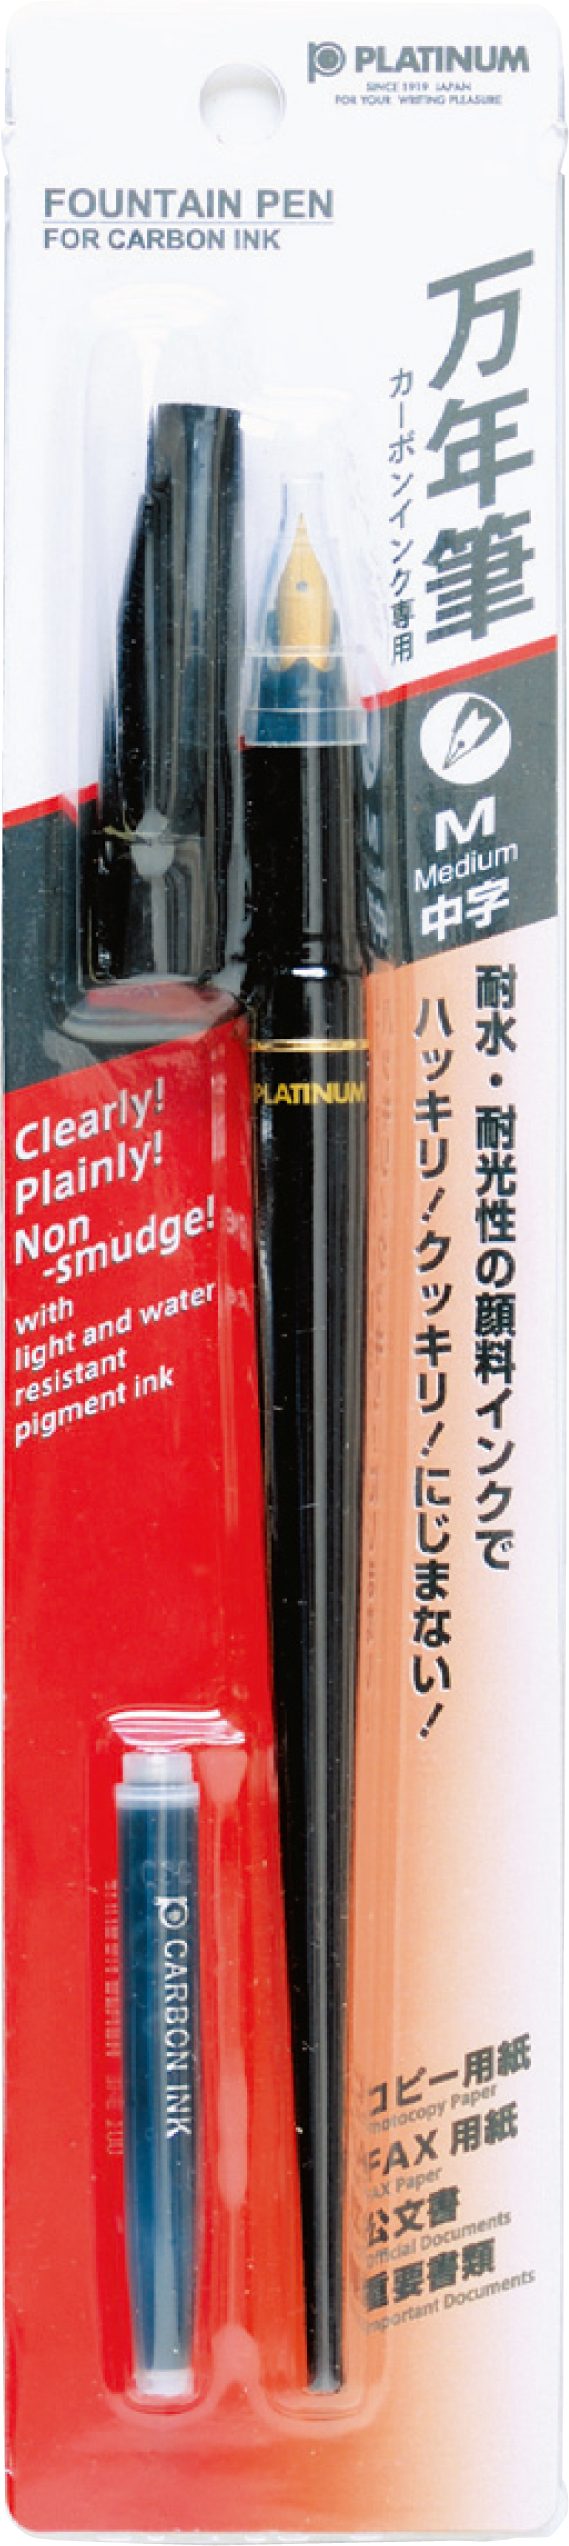 PLATINUM
SINCE 1919 JAPAN
FOR YOUR WRITING PLEASURE
FOUNTAIN PEN
FOR CARBON INK
万年筆
カーボンインク専用
M
Medium
中字
耐水・耐光性の顔料インクで
ハッキリ!クッキリ!にじまない!
Clearly!
Plainly!
Non
-smudge!
with
light and water
resistant
pigment ink
PLATINUM
CARBON INK
コピー用紙
Photocopy Paper
FAX 用紙
FAX Paper
公文書
Official Documents
重要書類
Important Documents